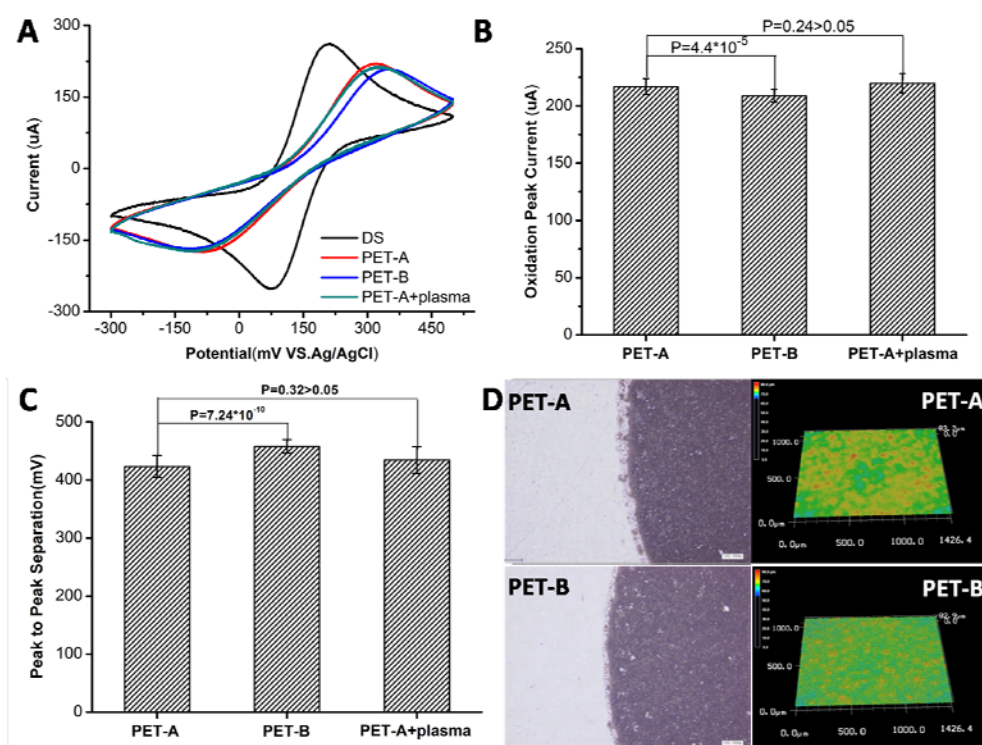 A
300
150
0
-150
-300
Current (uA)
DS
PET-A
PET-B
PET-A+plasma
-300 -150 0 150 300 450
Potential(mV VS.Ag/AgCl)
B
P=0.24>0.05
P=4.4*10-5
250
200
150
100
50
0
Oxidation Peak Current (uA)
PET-A PET-B PET-A+plasma
C
P=0.32>0.05
P=7.24*10-10
500
400
300
200
100
0
Peak to Peak Separation(mV)
PET-A PET-B PET-A+plasma
D
PET-A
PET-A
1000.0
500.0
0.0μm
0.0μm 500.0 1000.0 1426.4
PET-B
PET-B
1000.0
500.0
0.0μm
0.0μm 500.0 1000.0 1426.4